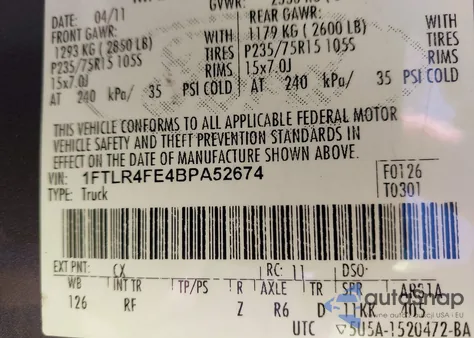 GVWR:
DATE: 04/11
FRONT GAWR: REAR GAWR:
1293 KG (2850 LB) WITH 1179 KG (2600 LB) WITH
P235/75R15 105S TIRES P235/75R15 105S TIRES
15x7.0J RIMS 15x7.0J RIMS
AT 240 kPa/ 35 PSI COLD AT 240 kPa/ 35 PSI COLD
THIS VEHICLE CONFORMS TO ALL APPLICABLE FEDERAL MOTOR
VEHICLE SAFETY AND THEFT PREVENTION STANDARDS IN
EFFECT ON THE DATE OF MANUFACTURE SHOWN ABOVE.
VIN: 1FTLR4FE4BPA52674 F0126
TYPE: Truck T0301
EXT PNT: CX RC: 11 DSO:
WB INT TR TP/PS R AXLE TR SPR
126 RF Z R6 D
autoSnap
UTC 5U5A-1520472-BA